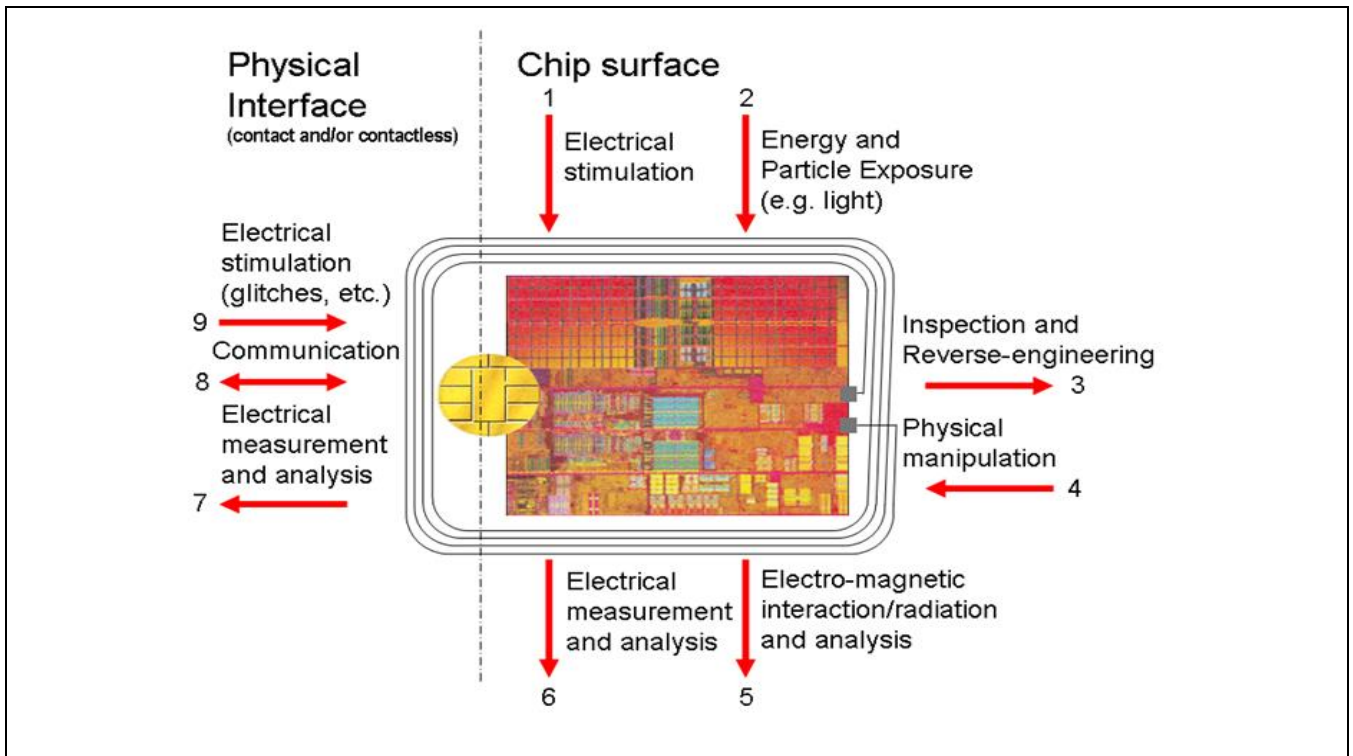 Physical
Interface
(contact and/or contactless)
Chip surface
1
Electrical
stimulation
2
Energy and
Particle Exposure
(e.g. light)
Electrical
stimulation
(glitches, etc.)
9
Communication
8
Electrical
measurement
and analysis
7
Inspection and
Reverse-engineering
3
Physical
manipulation
4
Electrical
measurement
and analysis
6
Electro-magnetic
interaction/radiation
and analysis
5